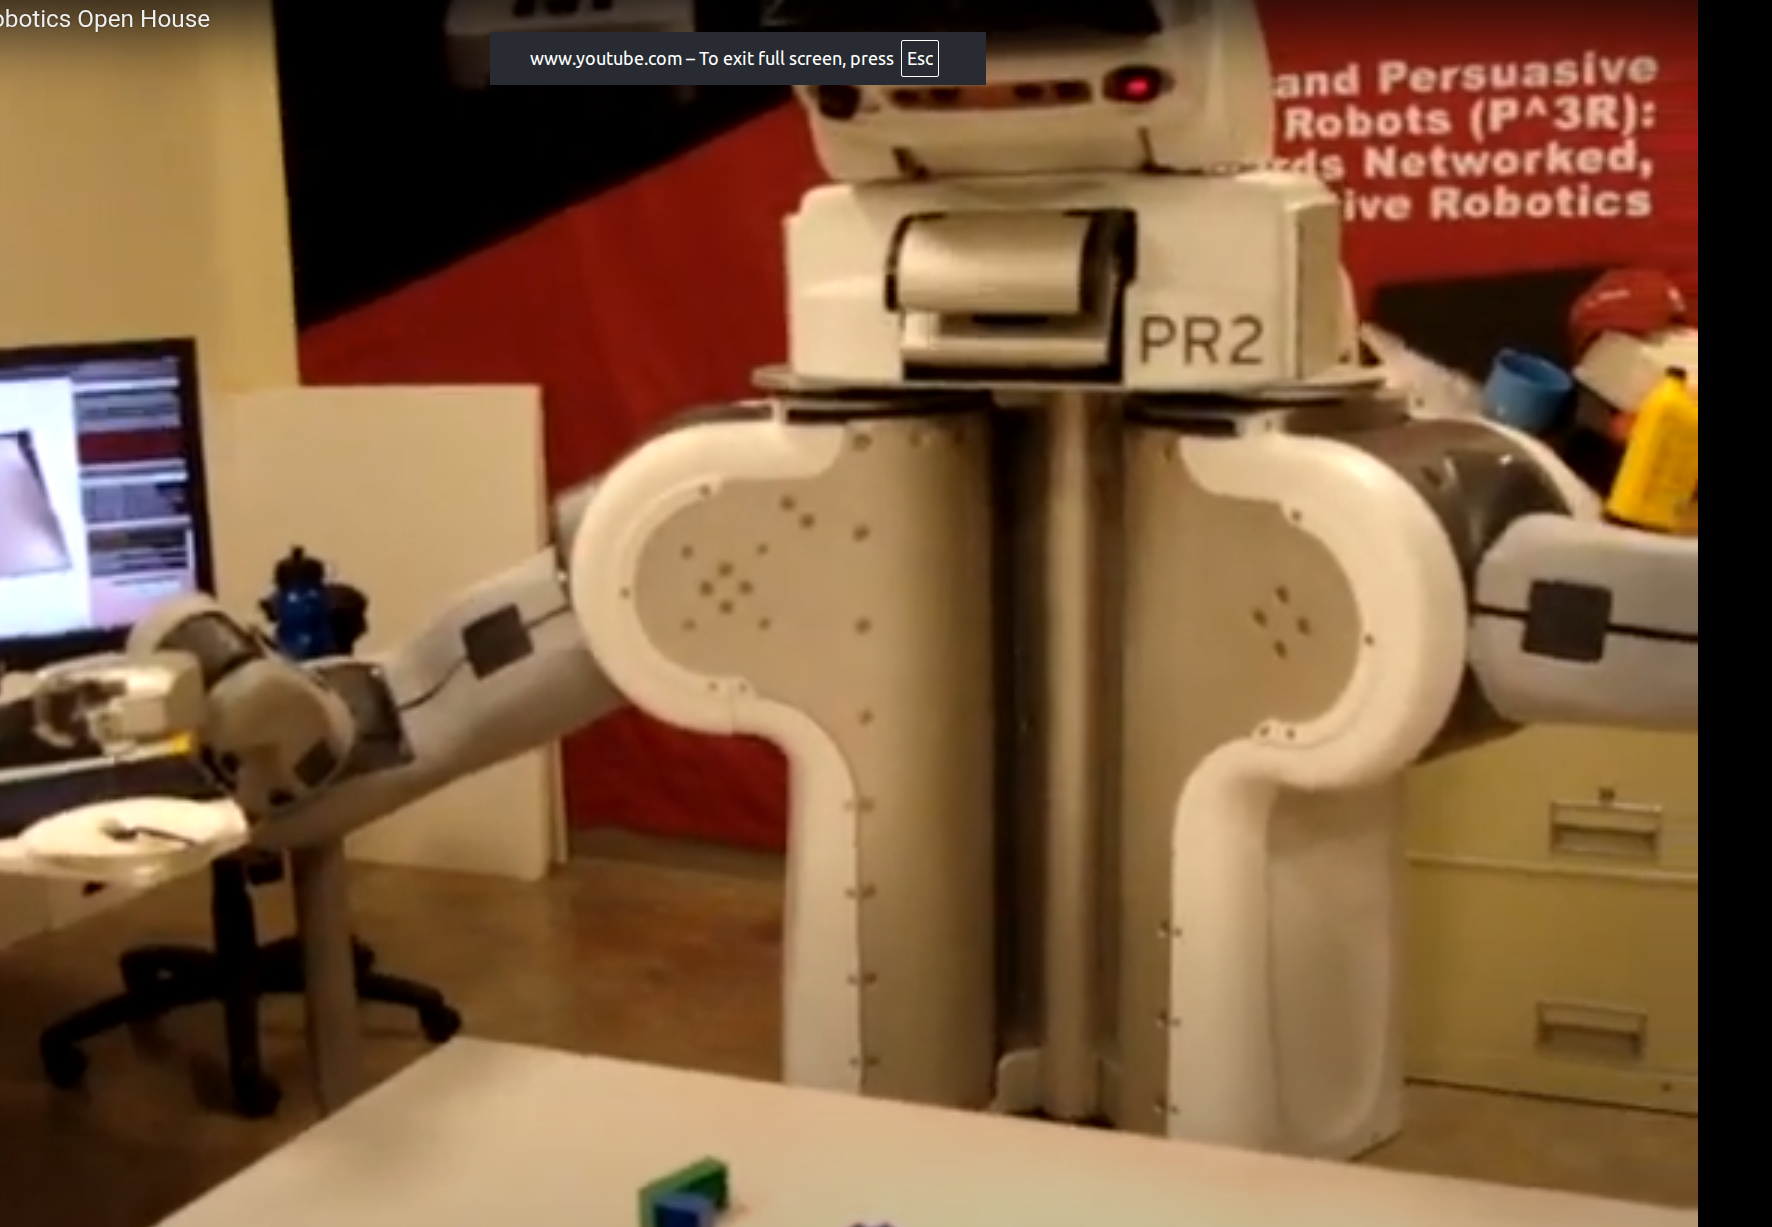 obotics Open House
www.youtube.com – To exit full screen, press Esc
and Persuasive
Robots (P^3R):
rds Networked,
ive Robotics
PR2